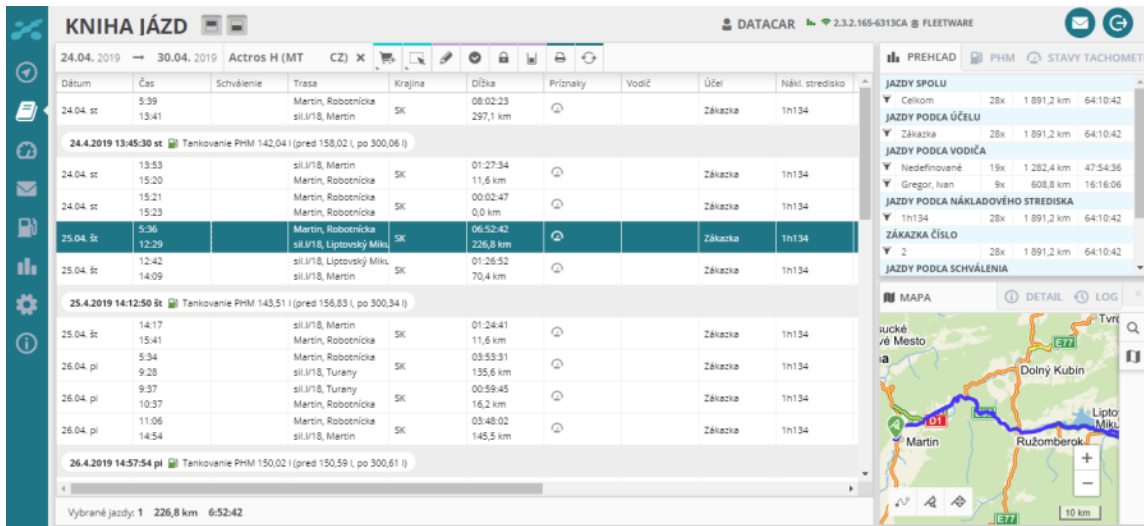 KNIHA JÁZD
DATACAR 2.3.2.165-6313CA FLEETWARE
24.04. 2019 → 30.04. 2019 Actros H (MT CZ) ×
Dátum Čas Schválenie Trasa Krajina Dĺžka Príznaky Vodič Účel Nákl. stredisko
24.04. st 5:39 Martin, Robotnícka SK 08:02:23 Zákazka 1h134
13:41 sil.I/18, Martin 297,1 km
24.4.2019 13:45:30 st Tankovanie PHM 142,04 l (pred 158,02 l, po 300,06 l)
24.04. st 13:53 sil.I/18, Martin SK 01:27:34 Zákazka 1h134
15:20 Martin, Robotnícka 11,6 km
24.04. st 15:21 Martin, Robotnícka SK 00:02:47 Zákazka 1h134
15:23 Martin, Robotnícka 0,0 km
25.04. št 5:36 Martin, Robotnícka SK 06:52:42 Zákazka 1h134
12:29 sil.I/18, Liptovský Miku 226,8 km
25.04. št 12:42 sil.I/18, Liptovský Miku SK 01:26:52 Zákazka 1h134
14:09 sil.I/18, Martin 70,4 km
25.4.2019 14:12:50 št Tankovanie PHM 143,51 l (pred 156,83 l, po 300,34 l)
25.04. št 14:17 sil.I/18, Martin SK 01:24:41 Zákazka 1h134
15:41 Martin, Robotnícka 11,6 km
26.04. pi 5:34 Martin, Robotnícka SK 03:53:31 Zákazka 1h134
9:28 sil.I/18, Turany 135,6 km
26.04. pi 9:37 sil.I/18, Turany SK 00:59:45 Zákazka 1h134
10:37 Martin, Robotnícka 16,2 km
26.04. pi 11:06 Martin, Robotnícka SK 03:48:02 Zákazka 1h134
14:54 sil.I/18, Martin 145,5 km
26.4.2019 14:57:54 pi Tankovanie PHM 150,02 l (pred 150,59 l, po 300,61 l)
Vybrané jazdy: 1 226,8 km 6:52:42
PREHĽAD PHM STAVY TACHOMET
JAZDY SPOLU
Celkom 28x 1 891,2 km 64:10:42
JAZDY PODĽA ÚČELU
Zákazka 28x 1 891,2 km 64:10:42
JAZDY PODĽA VODIČA
Nedefinované 19x 1 282,4 km 47:54:36
Gregor, Ivan 9x 608,8 km 16:16:06
JAZDY PODĽA NÁKLADOVÉHO STREDISKA
1h134 28x 1 891,2 km 64:10:42
ZÁKAZKA ČÍSLO
2 28x 1 891,2 km 64:10:42
JAZDY PODĽA SCHVÁLENIA
MAPA DETAIL LOG
Tvrd
sucké
vé Mesto
E77
a
Dolný Kubín
D1
Lipto
Miku
Martin
Ružomberok
+
−
10 km
E77